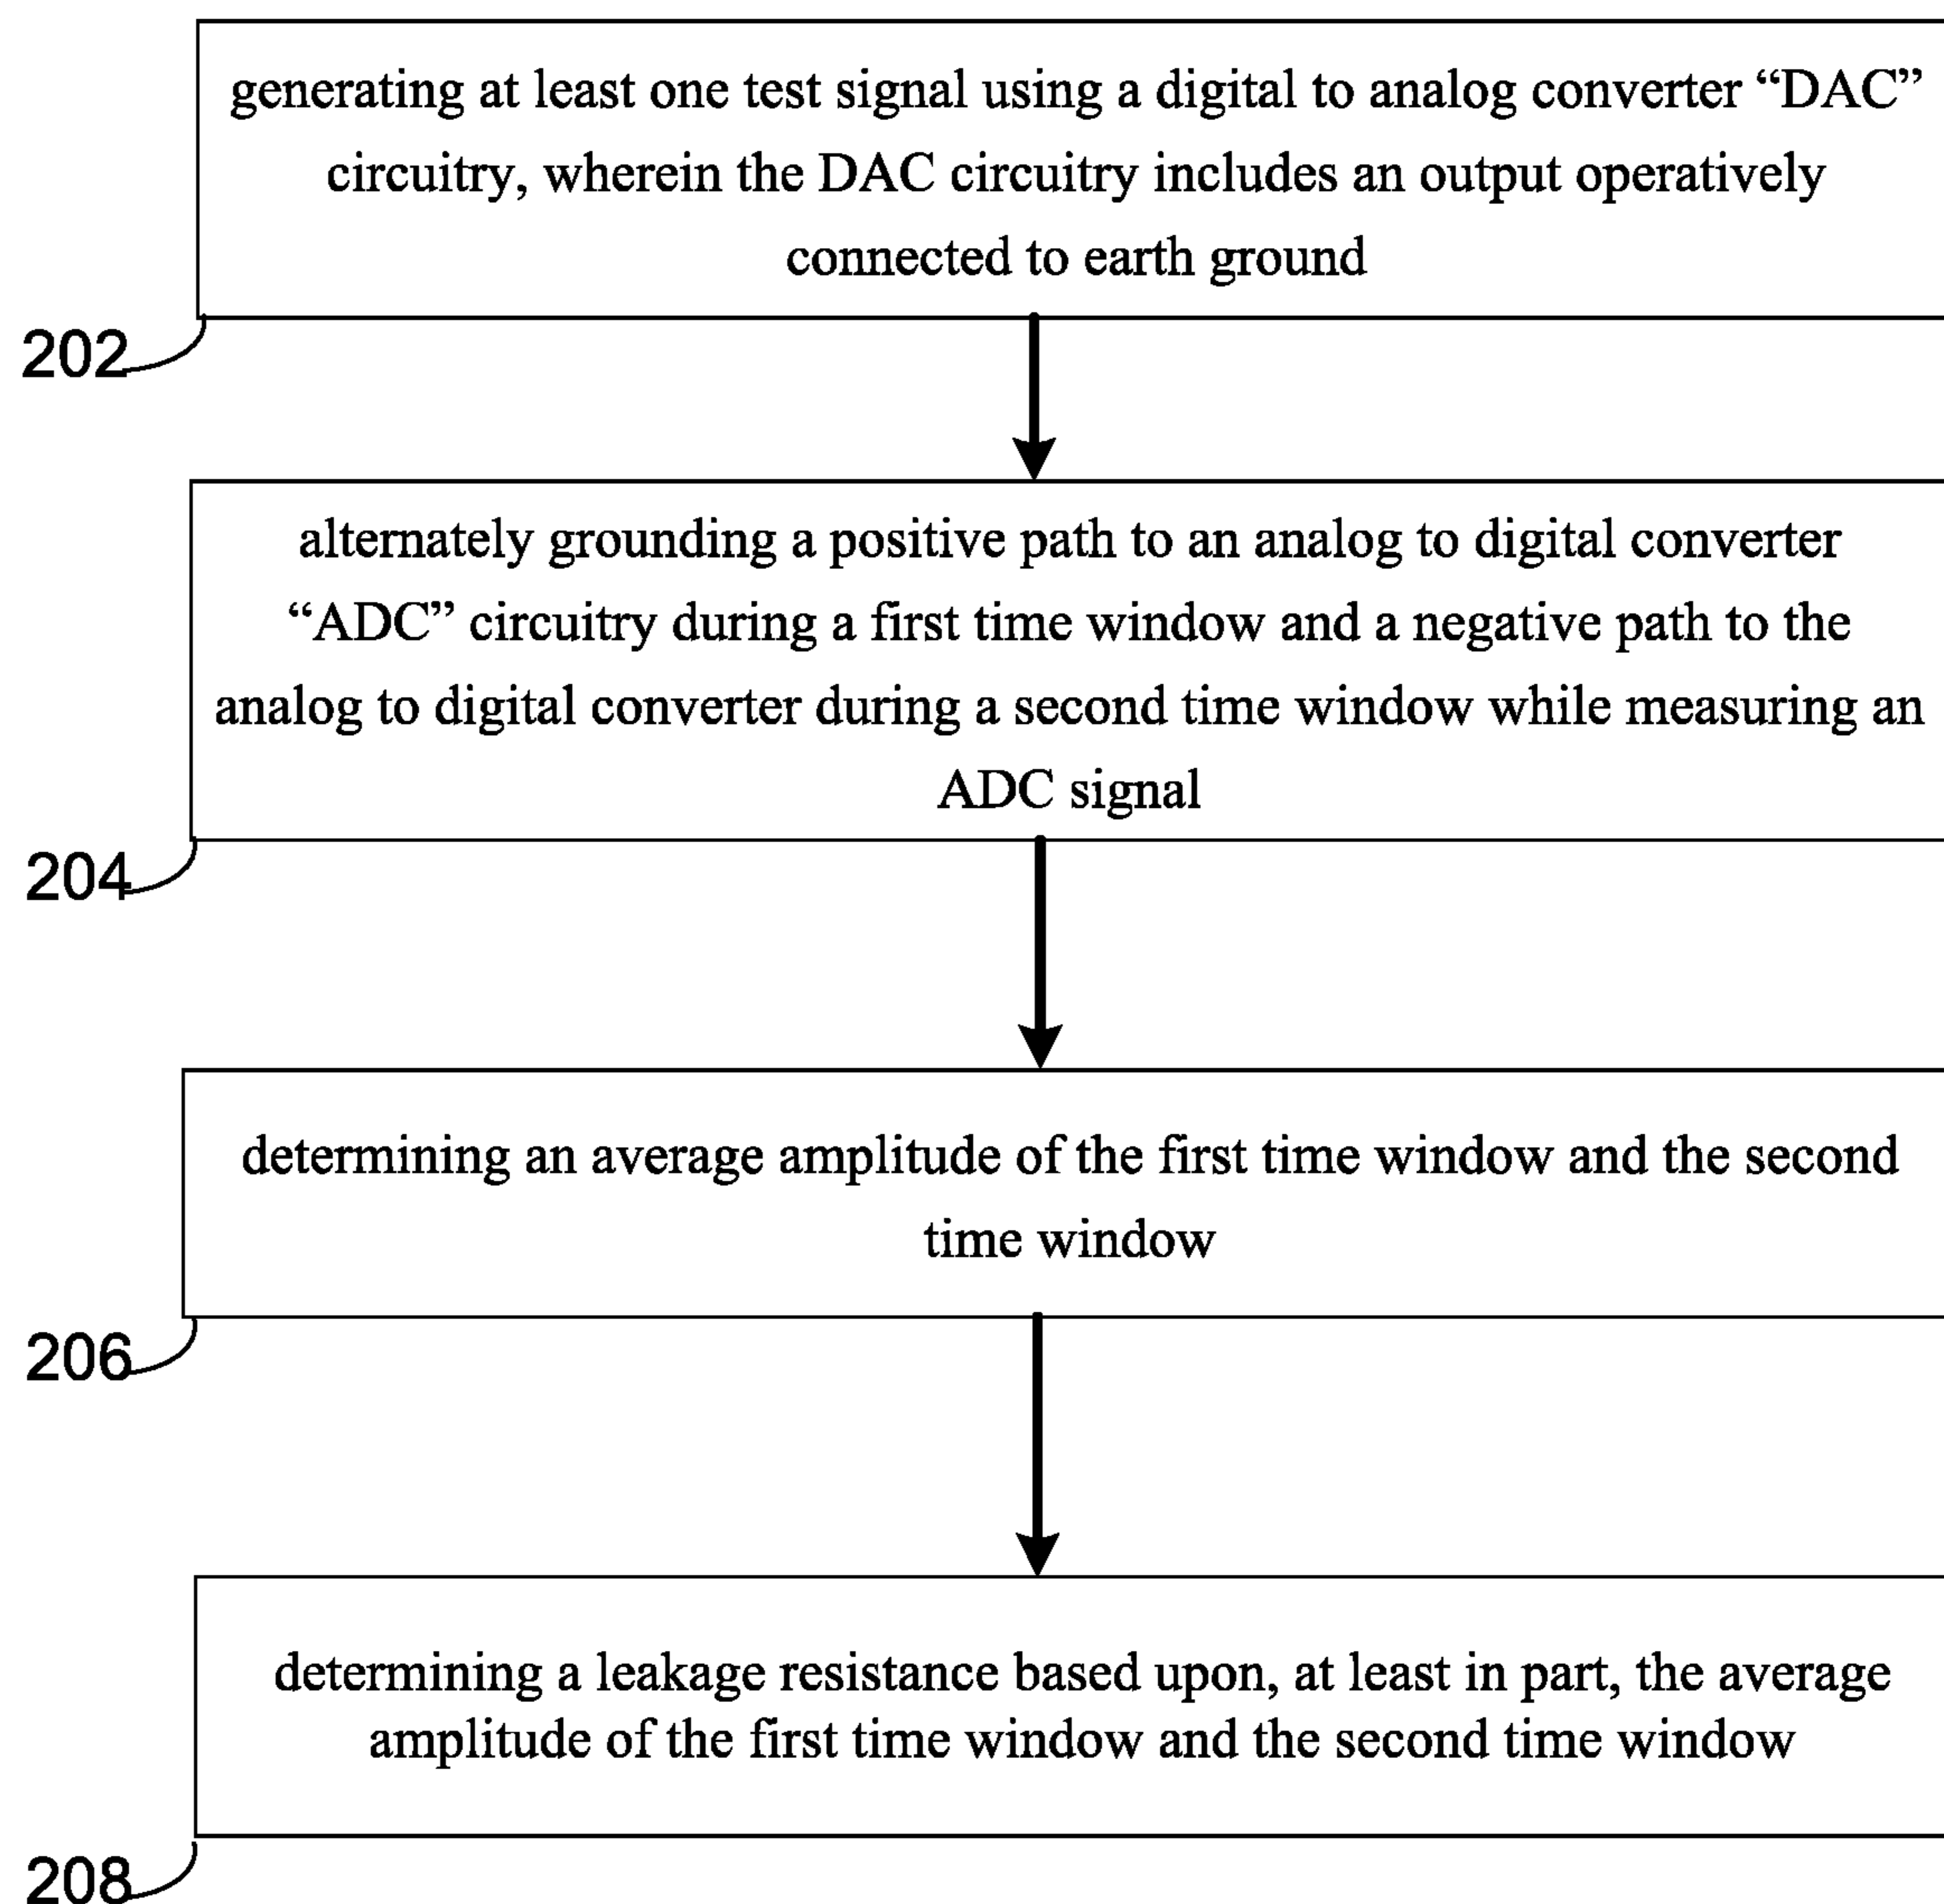 generating at least one test signal using a digital to analog converter “DAC”
circuitry, wherein the DAC circuitry includes an output operatively
connected to earth ground
202
alternately grounding a positive path to an analog to digital converter
“ADC” circuitry during a first time window and a negative path to the
analog to digital converter during a second time window while measuring an
ADC signal
204
determining an average amplitude of the first time window and the second
time window
206
determining a leakage resistance based upon, at least in part, the average
amplitude of the first time window and the second time window
208